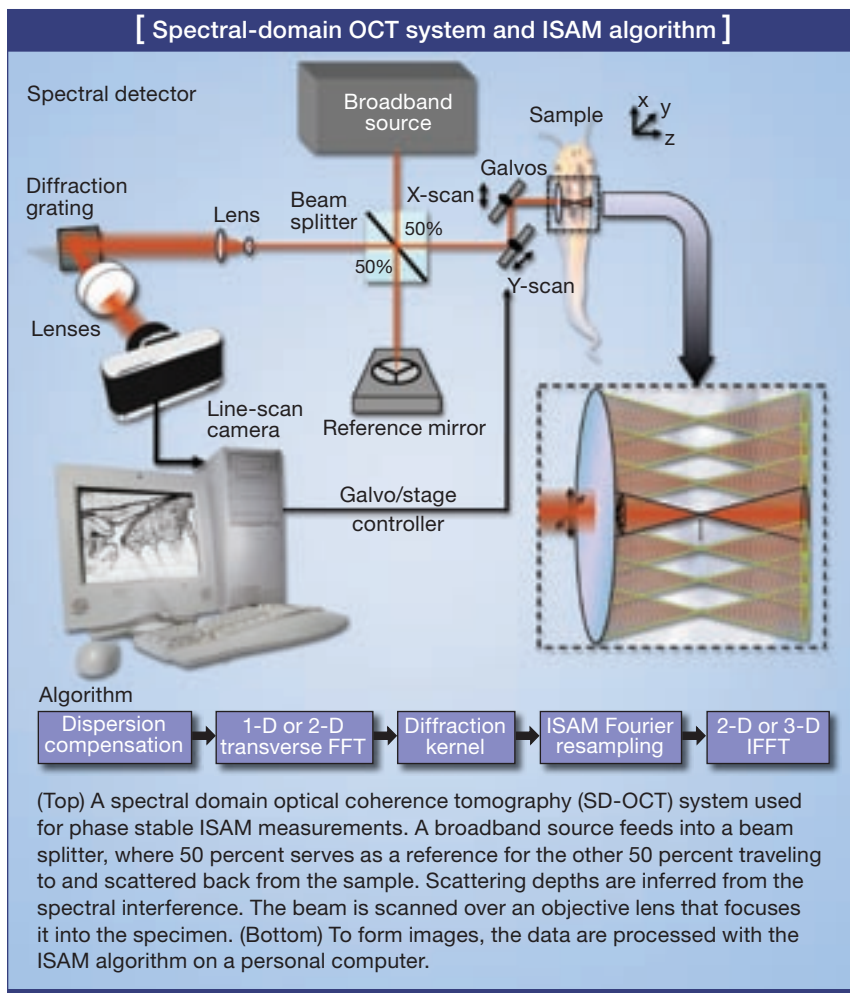 [ Spectral-domain OCT system and ISAM algorithm ]
Spectral detector
Broadband
source
Sample
x
y
z
Diffraction
grating
Lens
Beam
splitter
50%
50%
X-scan
Galvos
Y-scan
Lenses
Line-scan
camera
Reference mirror
Galvo/stage
controller
Algorithm
Dispersion
compensation
1-D or 2-D
transverse FFT
Diffraction
kernel
ISAM Fourier
resampling
2-D or 3-D
IFFT
(Top) A spectral domain optical coherence tomography (SD-OCT) system used
for phase stable ISAM measurements. A broadband source feeds into a beam
splitter, where 50 percent serves as a reference for the other 50 percent traveling
to and scattered back from the sample. Scattering depths are inferred from the
spectral interference. The beam is scanned over an objective lens that focuses
it into the specimen. (Bottom) To form images, the data are processed with the
ISAM algorithm on a personal computer.